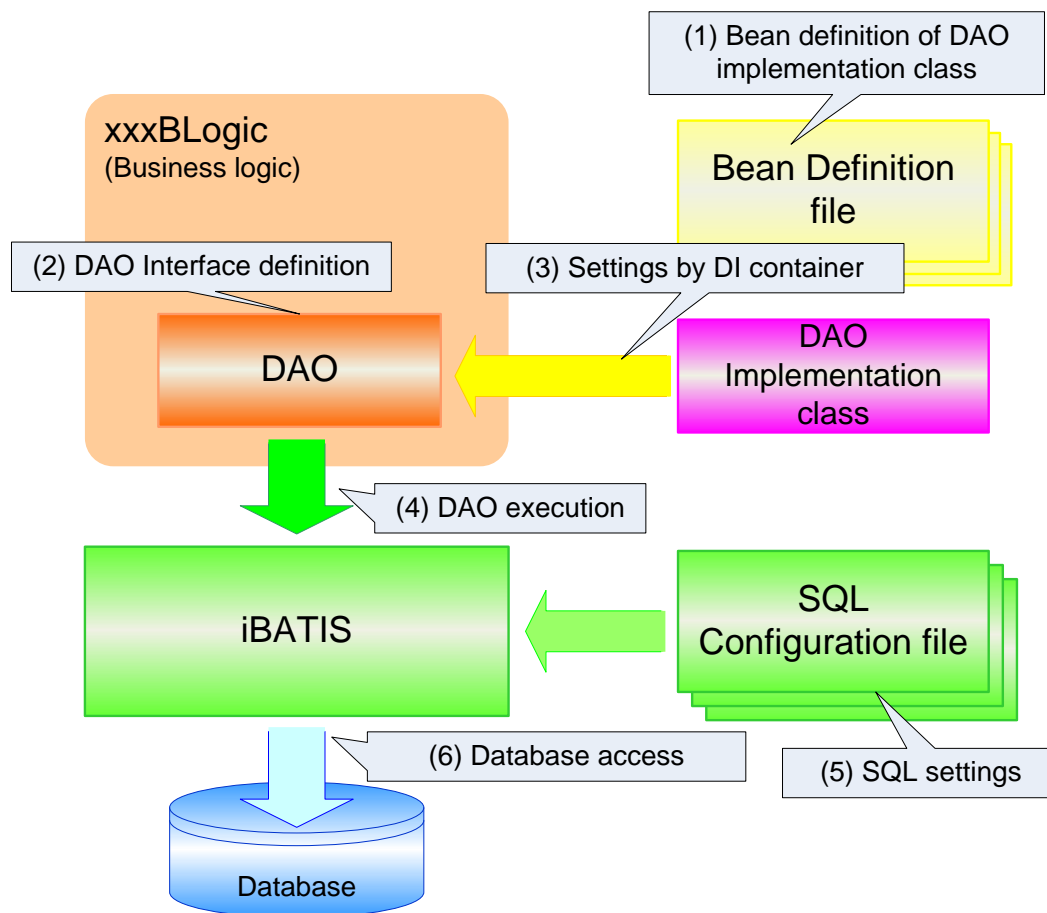 (1) Bean definition of DAO
implementation class
xxxBLogic
(Business logic)
Bean Definition
file
(2) DAO Interface definition
(3) Settings by DI container
DAO
DAO
Implementation
class
(4) DAO execution
iBATIS
SQL
Configuration file
(6) Database access
(5) SQL settings
Database